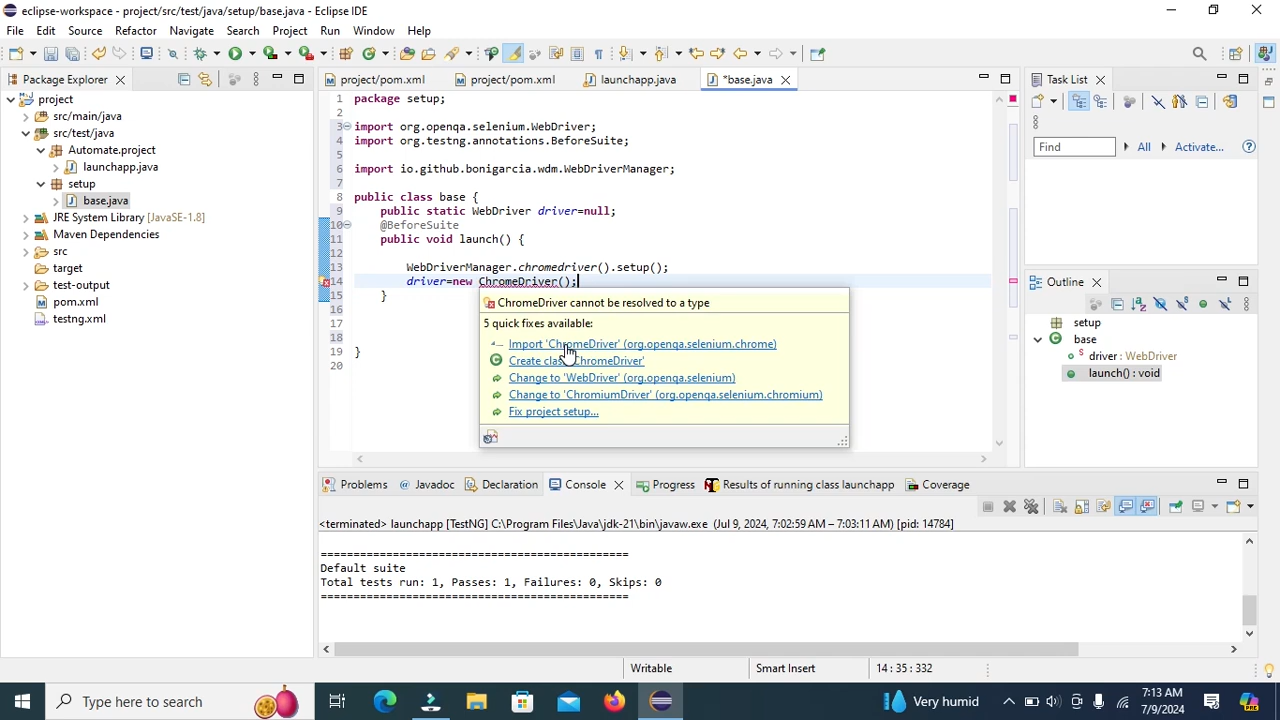 eclipse-workspace - project/src/test/java/setup/base.java - Eclipse IDE
File Edit Source Refactor Navigate Search Project Run Window Help
Package Explorer
project
src/main/java
src/test/java
Automate.project
launchapp.java
setup
base.java
JRE System Library [JavaSE-1.8]
Maven Dependencies
src
target
test-output
pom.xml
testng.xml
project/pom.xml project/pom.xml launchapp.java *base.java
1 package setup;
2
3 import org.openqa.selenium.WebDriver;
4 import org.testng.annotations.BeforeSuite;
5
6 import io.github.bonigarcia.wdm.WebDriverManager;
7
8 public class base {
9 public static WebDriver driver=null;
10 @BeforeSuite
11 public void launch() {
12
13 WebDriverManager.chromedriver().setup();
14 driver=new ChromeDriver();
15 }
16
17
18
19 }
20
ChromeDriver cannot be resolved to a type
5 quick fixes available:
Import 'ChromeDriver' (org.openqa.selenium.chrome)
Create class 'ChromeDriver'
Change to 'WebDriver' (org.openqa.selenium)
Change to 'ChromiumDriver' (org.openqa.selenium.chromium)
Fix project setup...
Task List
Find All Activate...
Outline
setup
base
driver : WebDriver
launch() : void
Problems @ Javadoc Declaration Console Progress Results of running class launchapp Coverage
<terminated> launchapp [TestNG] C:\Program Files\Java\jdk-21\bin\javaw.exe (Jul 9, 2024, 7:02:59 AM – 7:03:11 AM) [pid: 14784]
===============================================
Default suite
Total tests run: 1, Passes: 1, Failures: 0, Skips: 0
===============================================
Writable Smart Insert 14 : 35 : 332
Type here to search
Very humid
7:13 AM
7/9/2024